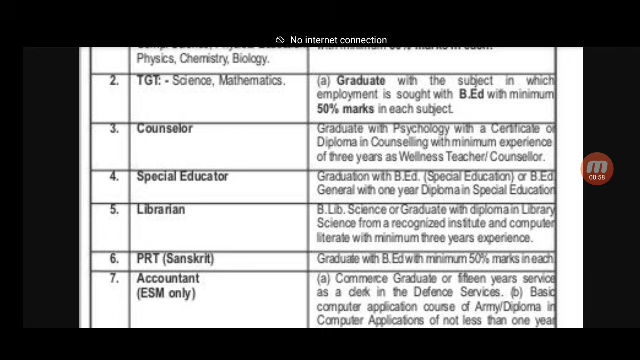 No internet connection
Physics, Chemistry, Biology.
2. TGT: - Science, Mathematics. (a) Graduate with the subject in which
employment is sought with B.Ed with minimum
50% marks in each subject.
3. Counselor Graduate with Psychology with a Certificate or
Diploma in Counselling with minimum experience
of three years as Wellness Teacher/ Counsellor.
4. Special Educator Graduation with B.Ed. (Special Education) or B.Ed
General with one year Diploma in Special Education
5. Librarian B.Lib. Science or Graduate with diploma in Library
Science from a recognized institute and computer
literate with minimum three years experience.
6. PRT (Sanskrit) Graduate with B.Ed with minimum 50% marks in each
7. Accountant (a) Commerce Graduate or fifteen years service
(ESM only) as a clerk in the Defence Services. (b) Basic
computer application course of Army/Diploma in
Computer Applications of not less than one year
00:58